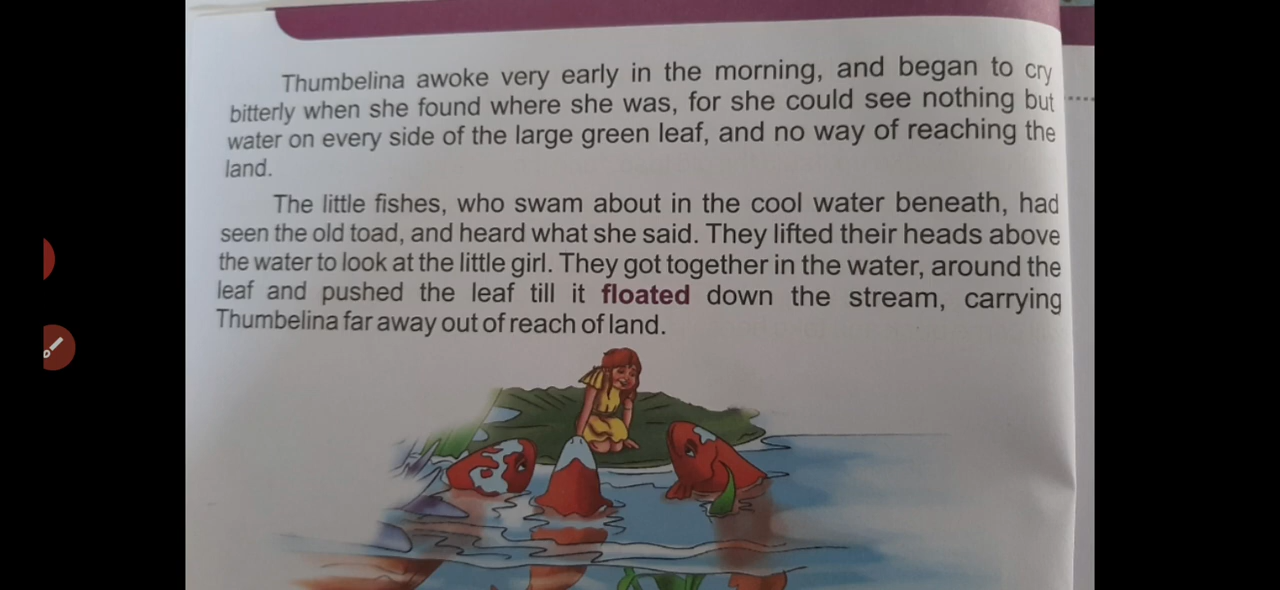 Thumbelina awoke very early in the morning, and began to cry
bitterly when she found where she was, for she could see nothing but
water on every side of the large green leaf, and no way of reaching the
land.
The little fishes, who swam about in the cool water beneath, had
seen the old toad, and heard what she said. They lifted their heads above
the water to look at the little girl. They got together in the water, around the
leaf and pushed the leaf till it floated down the stream, carrying
Thumbelina far away out of reach of land.